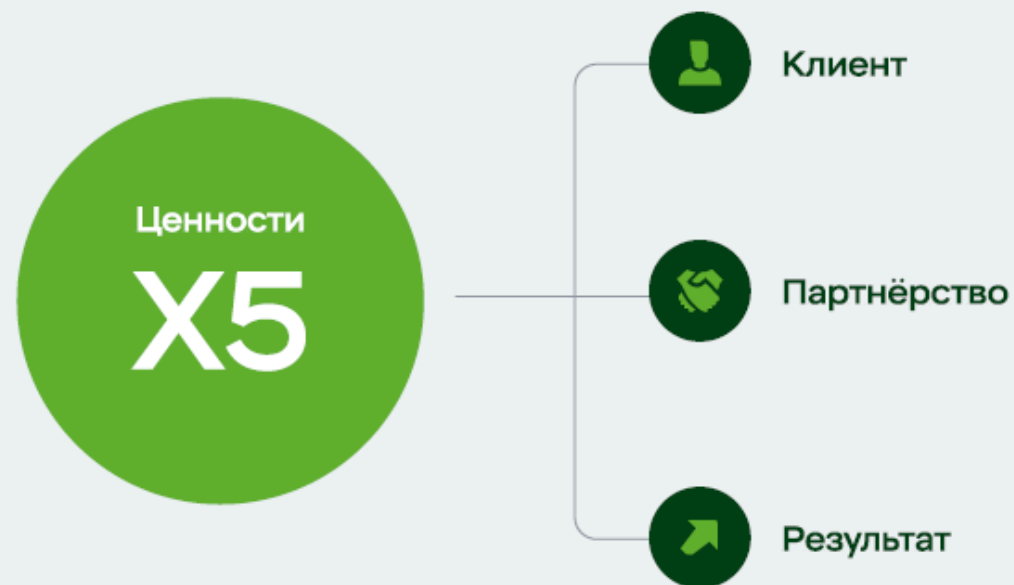 Ценности
X5
Клиент
Партнёрство
Результат